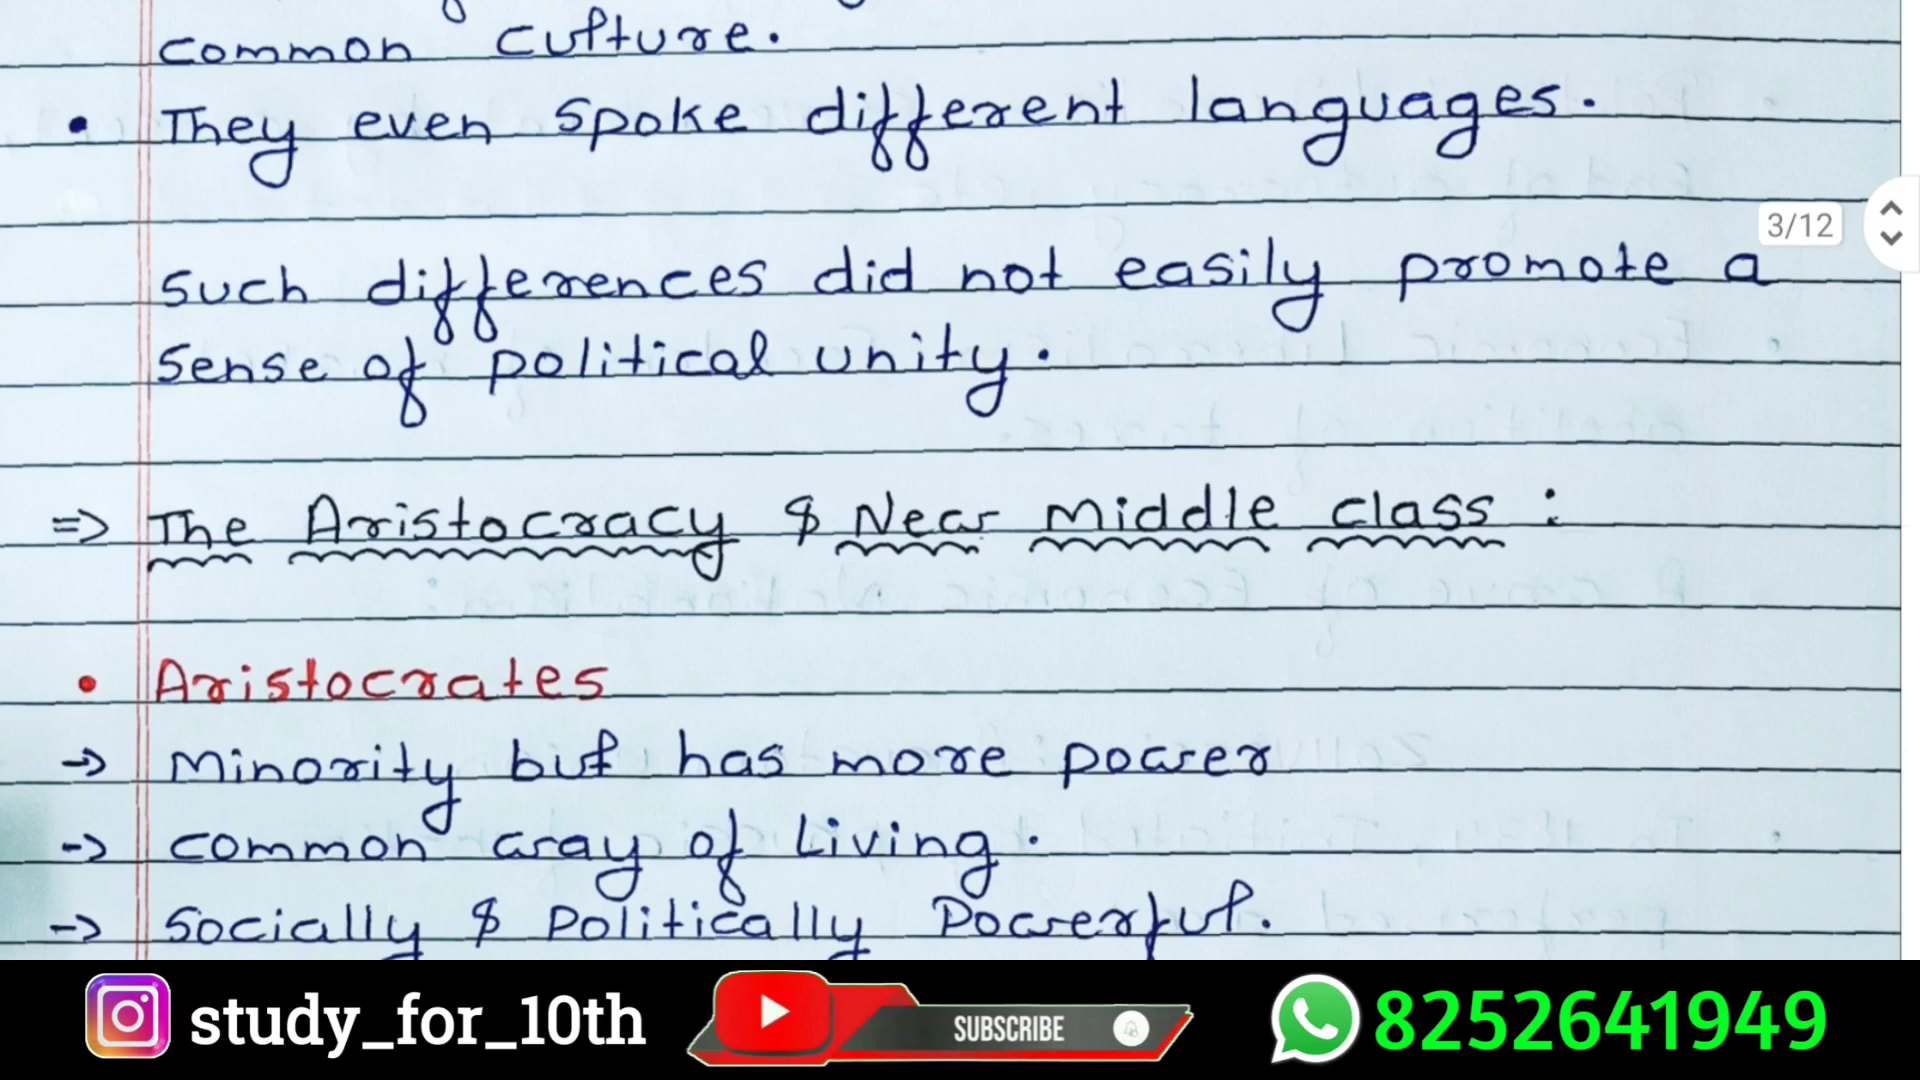 common culture.
• They even spoke different languages.
3/12
Such differences did not easily promote a
sense of political unity.
=> The Aristocracy & New Middle class :
• Aristocrates
-> Minority but has more power
-> common way of Living.
-> Socially & Politically Powerful.
study_for_10th
SUBSCRIBE
8252641949